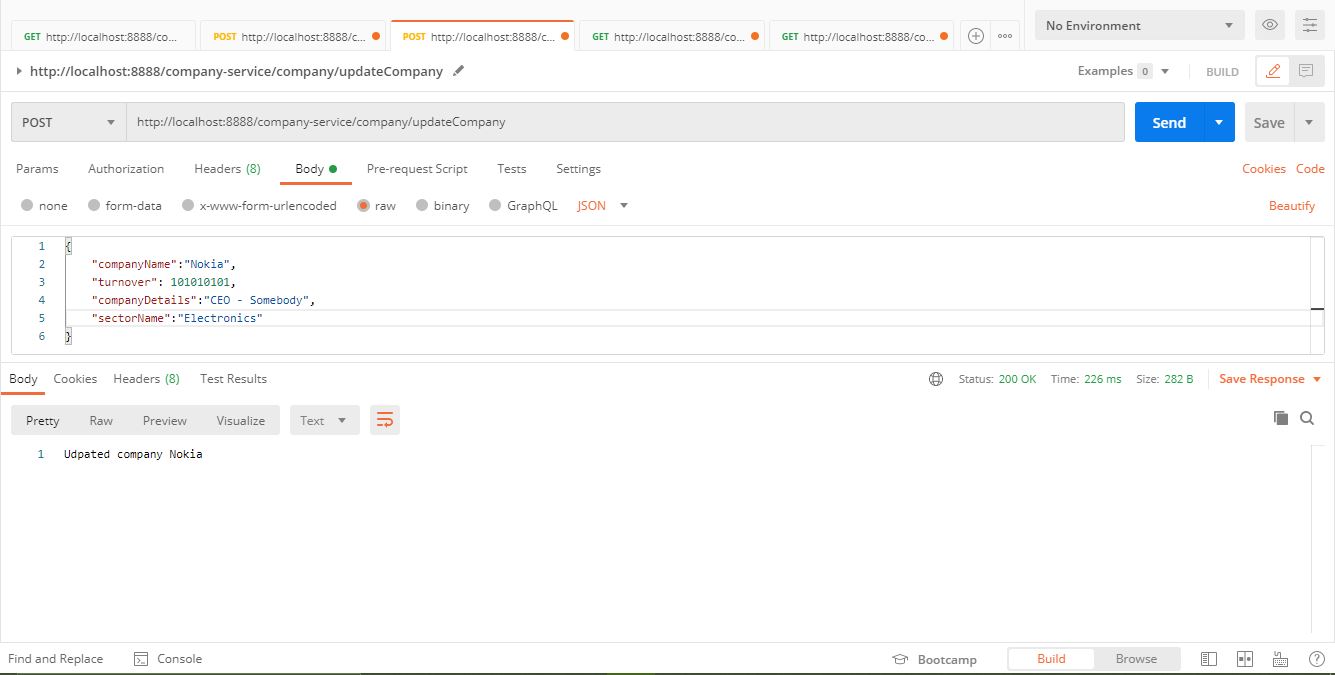 GET http://localhost:8888/co... POST http://localhost:8888/c... POST http://localhost:8888/c... GET http://localhost:8888/co... GET http://localhost:8888/co... No Environment
http://localhost:8888/company-service/company/updateCompany Examples 0 BUILD
POST http://localhost:8888/company-service/company/updateCompany Send Save
Params Authorization Headers (8) Body Pre-request Script Tests Settings Cookies Code
none form-data x-www-form-urlencoded raw binary GraphQL JSON Beautify
1 {
2 "companyName":"Nokia",
3 "turnover": 101010101,
4 "companyDetails":"CEO - Somebody",
5 "sectorName":"Electronics"
6 }
Body Cookies Headers (8) Test Results Status: 200 OK Time: 226 ms Size: 282 B Save Response
Pretty Raw Preview Visualize Text
1 Udpated company Nokia
Find and Replace Console Bootcamp Build Browse